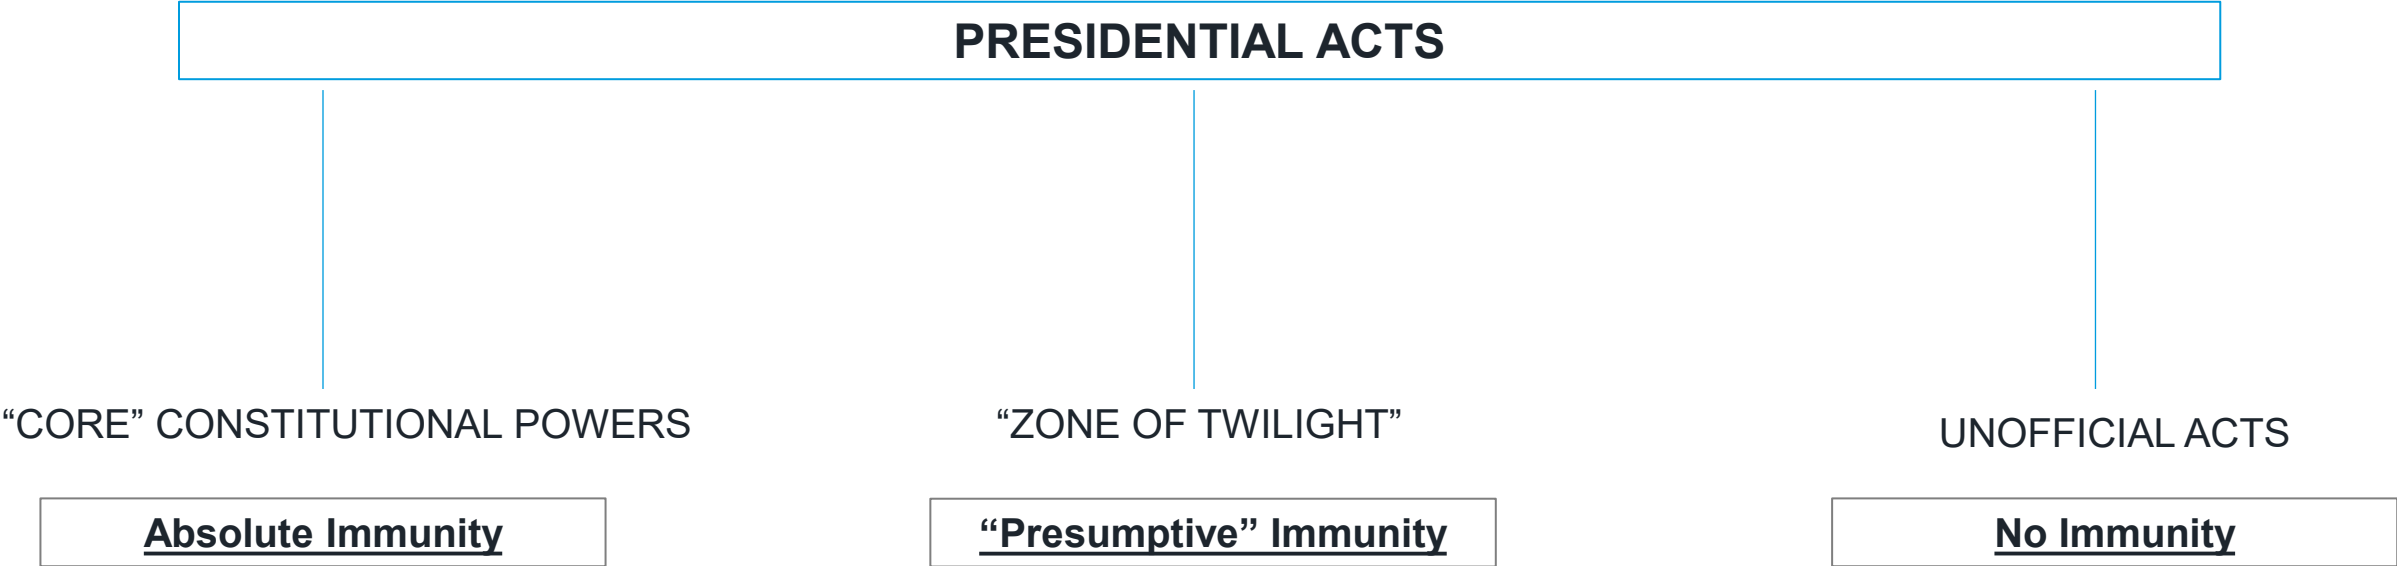 PRESIDENTIAL ACTS
“CORE” CONSTITUTIONAL POWERS
“ZONE OF TWILIGHT”
UNOFFICIAL ACTS
Absolute Immunity
“Presumptive” Immunity
No Immunity